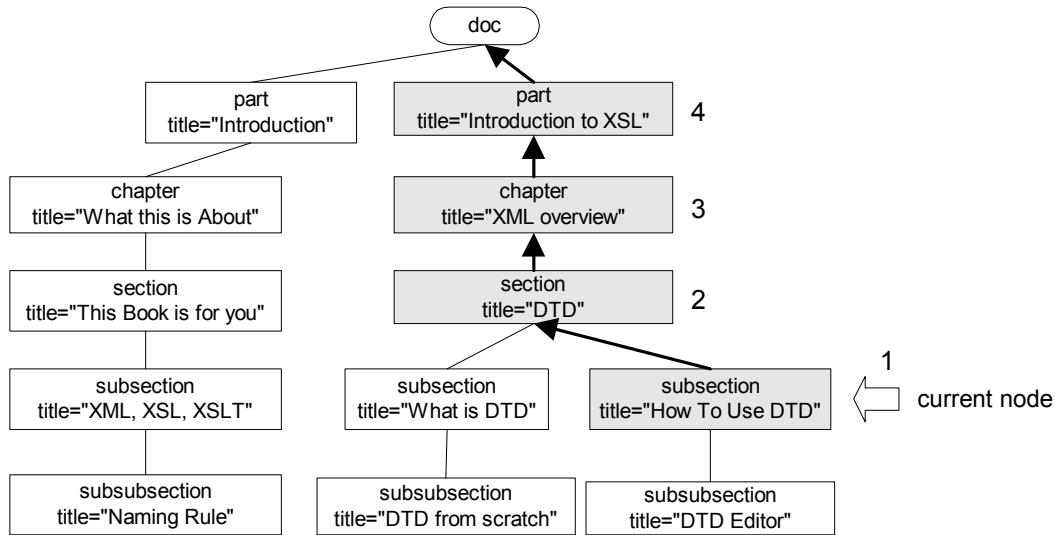 doc
part
title="Introduction"
part
title="Introduction to XSL"
4
chapter
title="What this is About"
chapter
title="XML overview"
3
section
title="This Book is for you"
section
title="DTD"
2
1
subsection
title="XML, XSL, XSLT"
subsection
title="What is DTD"
subsection
title="How To Use DTD"
current node
subsubsection
title="Naming Rule"
subsubsection
title="DTD from scratch"
subsubsection
title="DTD Editor"